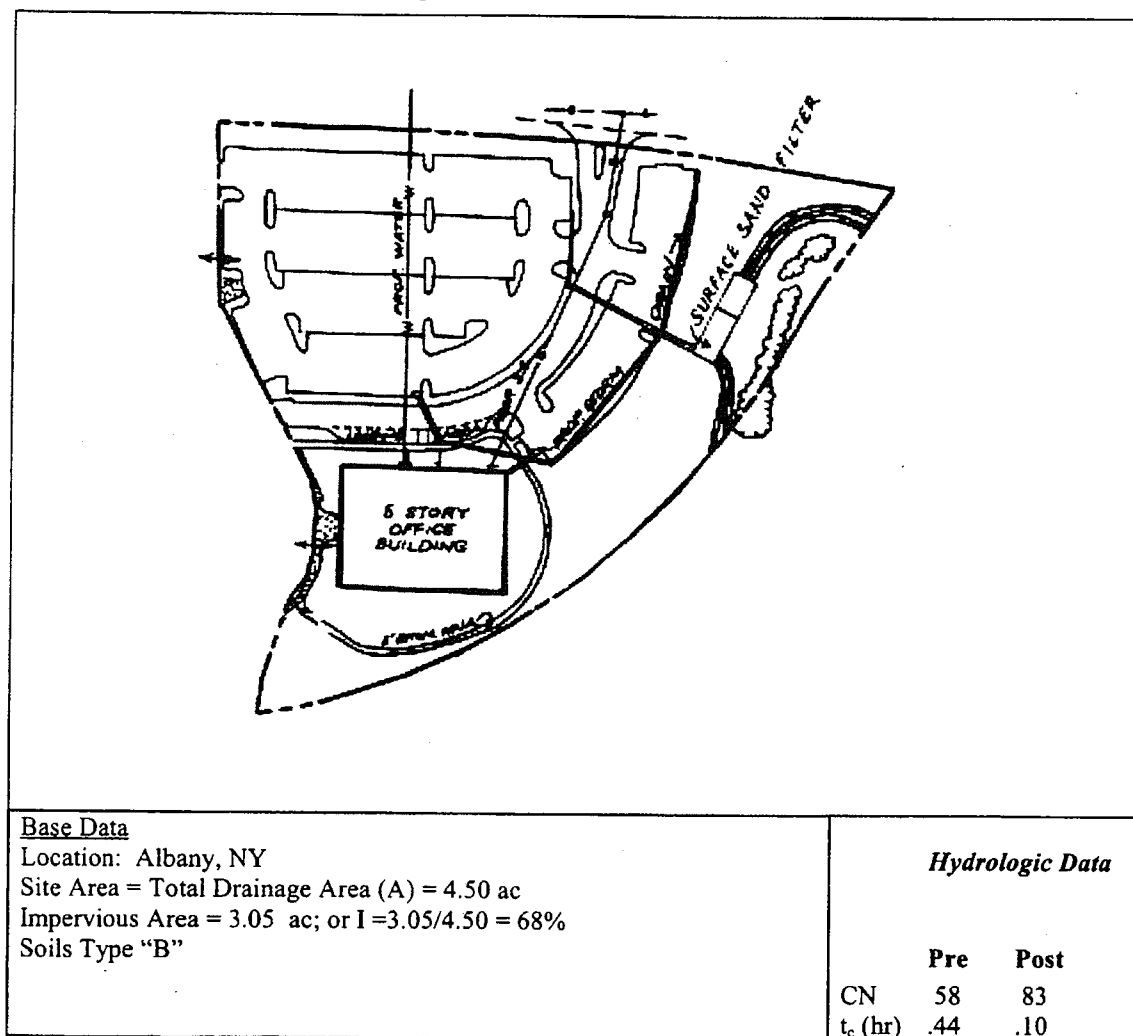 SURFACE SAND FILTER
PROP. WATER
W
W
5 STORY
OFFICE
BUILDING
Base Data
Location: Albany, NY
Site Area = Total Drainage Area (A) = 4.50 ac
Impervious Area = 3.05 ac; or I =3.05/4.50 = 68%
Soils Type “B”
Hydrologic Data
Pre Post
CN 58 83
tc (hr) .44 .10